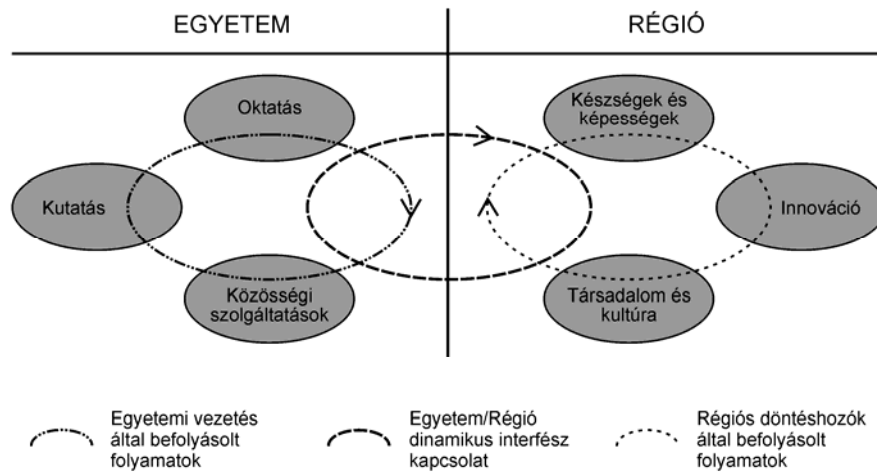 EGYETEM
RÉGIÓ
Oktatás
Kutatás
Közösségi
szolgáltatások
Készségek és
képességek
Innováció
Társadalom és
kultúra
Egyetemi vezetés
által befolyásolt
folyamatok
Egyetem/Régió
dinamikus interfész
kapcsolat
Régiós döntéshozók
által befolyásolt
folyamatok